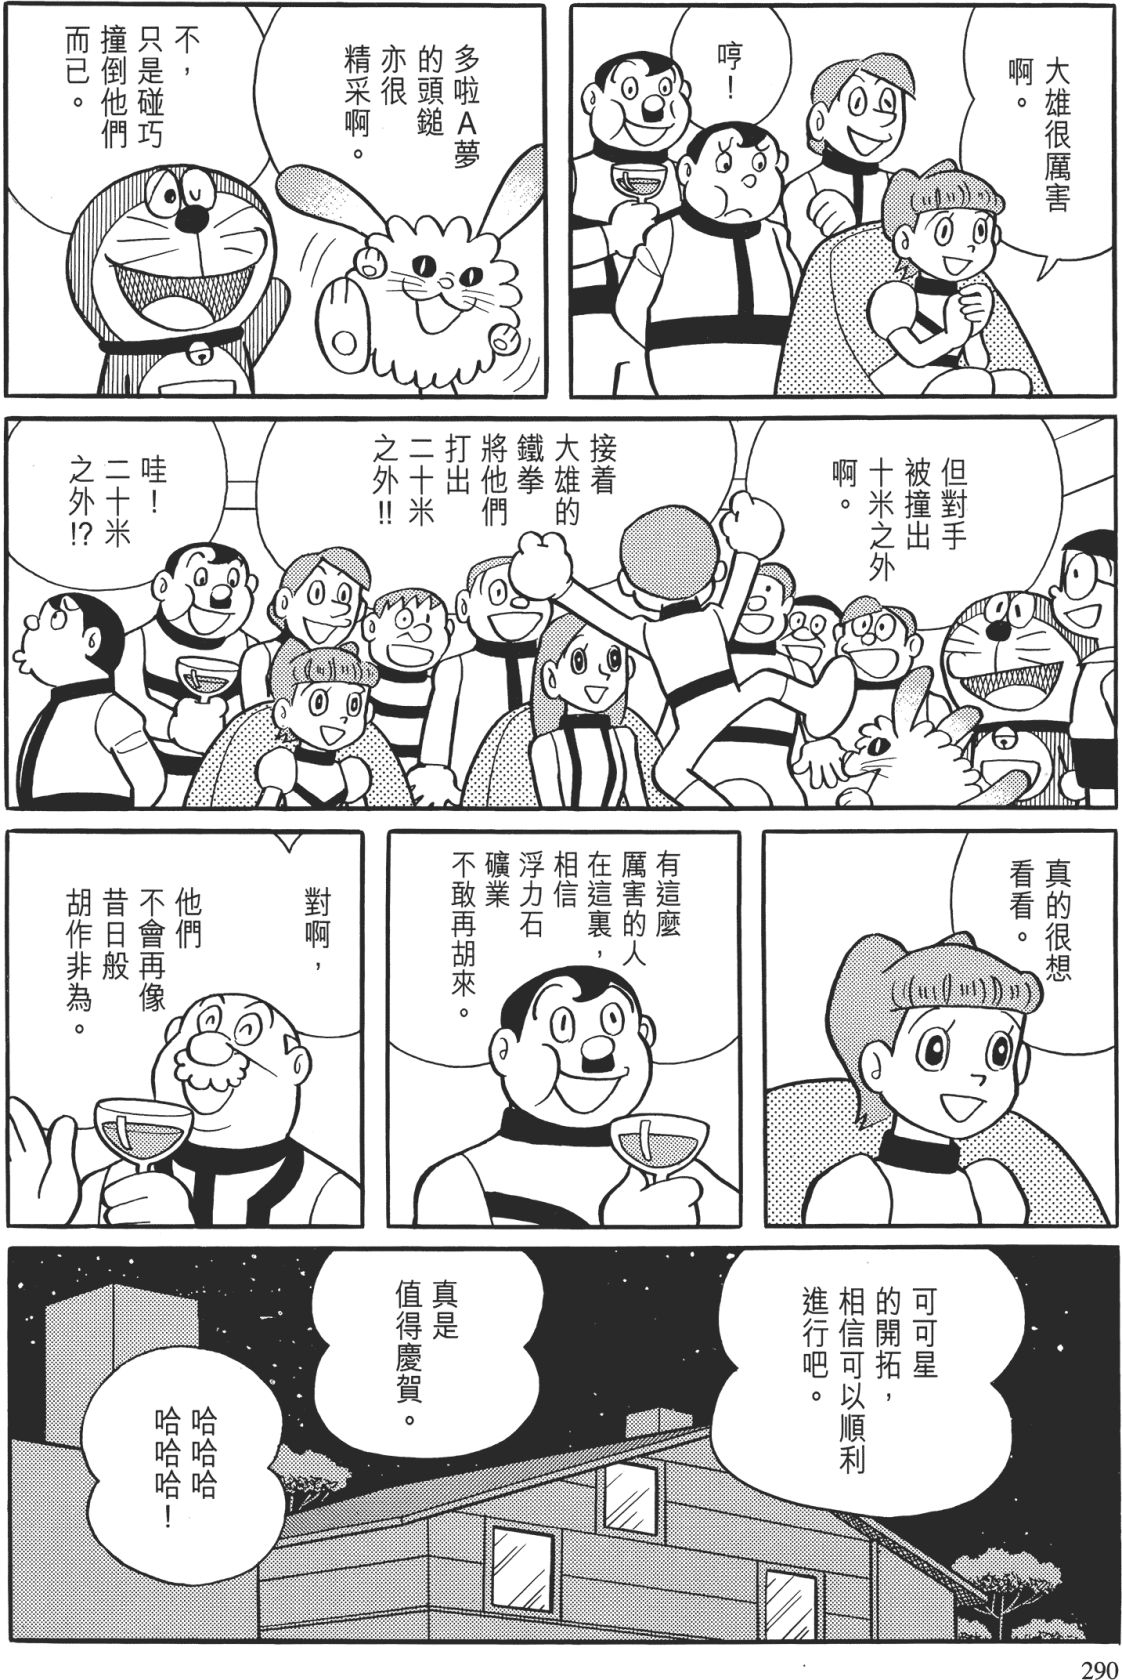 大雄很厲害
啊。
哼！
多啦A夢
的頭鎚
亦很
精采啊。
不，
只是碰巧
撞倒他們
而已。
但對手
被撞出
十米之外
啊。
接着
大雄的
鐵拳
將他們
打出
二十米
之外!!
哇！
二十米
之外!?
真的很想
看看。
有這麼
厲害的人
在這裏，
相信
浮力石
礦業
不敢再胡來。
對啊，
他們
不會再像
昔日般
胡作非為。
可可星
的開拓，
相信可以順利
進行吧。
真是
值得慶賀。
哈哈哈
哈哈哈！
290